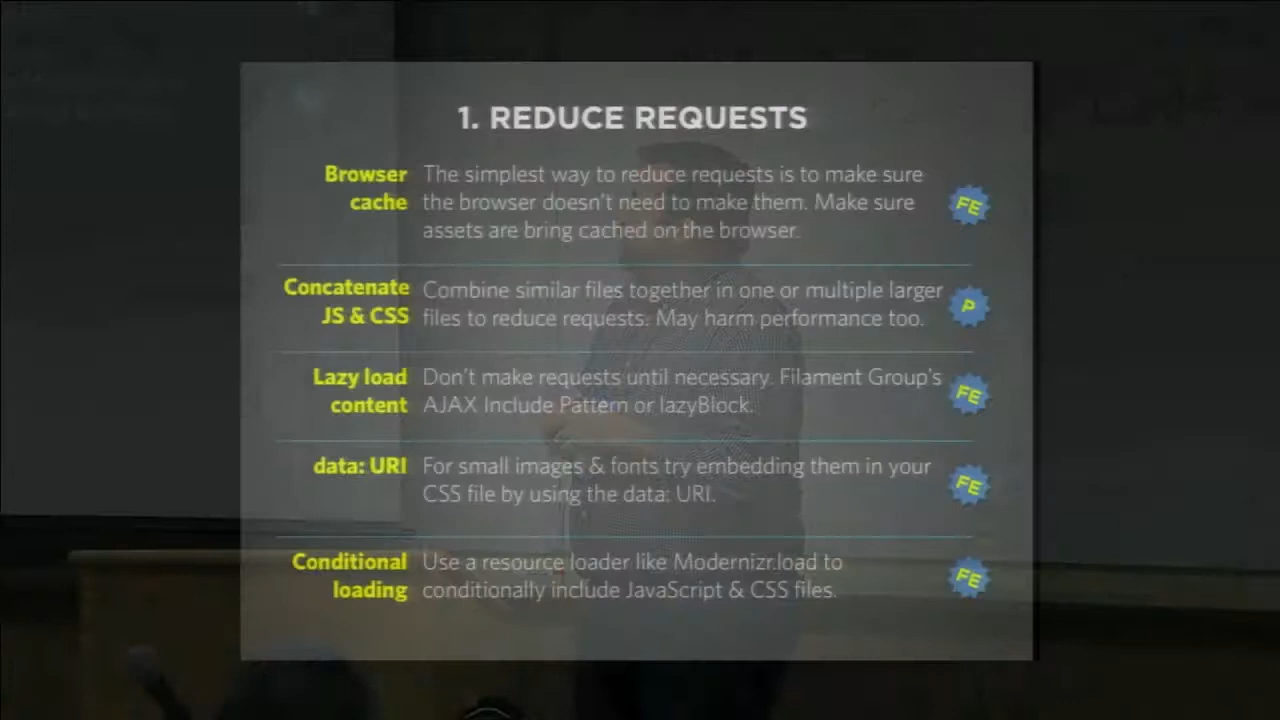 1. REDUCE REQUESTS
Browser
cache
The simplest way to reduce requests is to make sure
the browser doesn't need to make them. Make sure
assets are bring cached on the browser.
FE
Concatenate
JS & CSS
Combine similar files together in one or multiple larger
files to reduce requests. May harm performance too.
P
Lazy load
content
Don't make requests until necessary. Filament Group's
AJAX Include Pattern or lazyBlock.
FE
data: URI
For small images & fonts try embedding them in your
CSS file by using the data: URI.
FE
Conditional
loading
Use a resource loader like Modernizr.load to
conditionally include JavaScript & CSS files.
FE